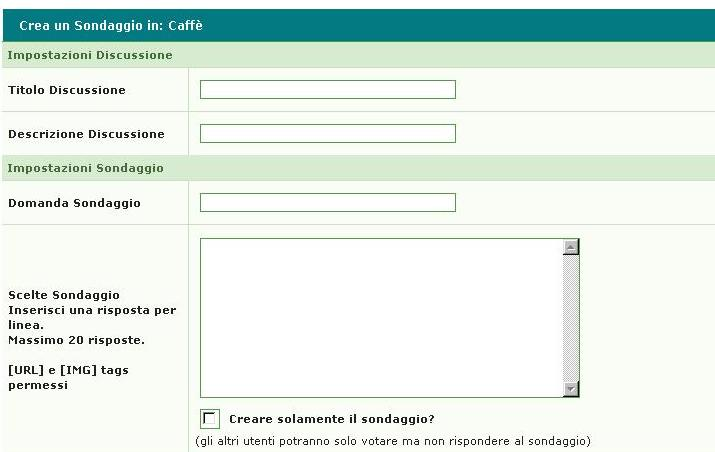 Crea un Sondaggio in: Caffè
Impostazioni Discussione
Titolo Discussione
Descrizione Discussione
Impostazioni Sondaggio
Domanda Sondaggio
Scelte Sondaggio
Inserisci una risposta per
linea.
Massimo 20 risposte.
[URL] e [IMG] tags
permessi
Creare solamente il sondaggio?
(gli altri utenti potranno solo votare ma non rispondere al sondaggio)